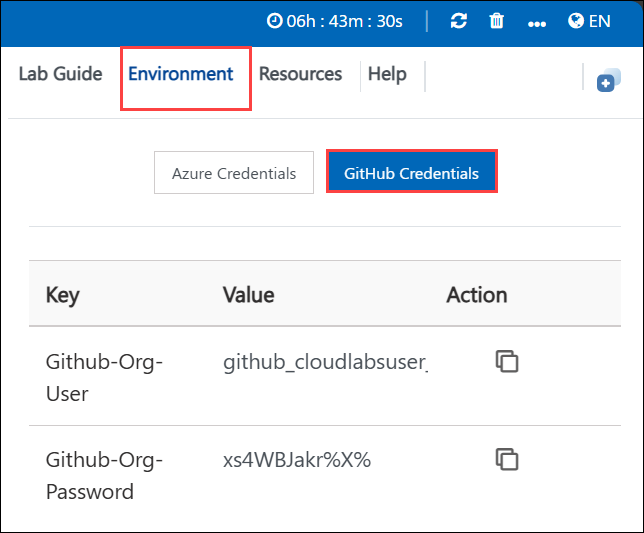 06h : 43m : 30s EN
Lab Guide Environment Resources Help
Azure Credentials GitHub Credentials
Key Value Action
Github-Org- github_cloudlabsuser_
User
Github-Org- xs4WBJakr%X%
Password